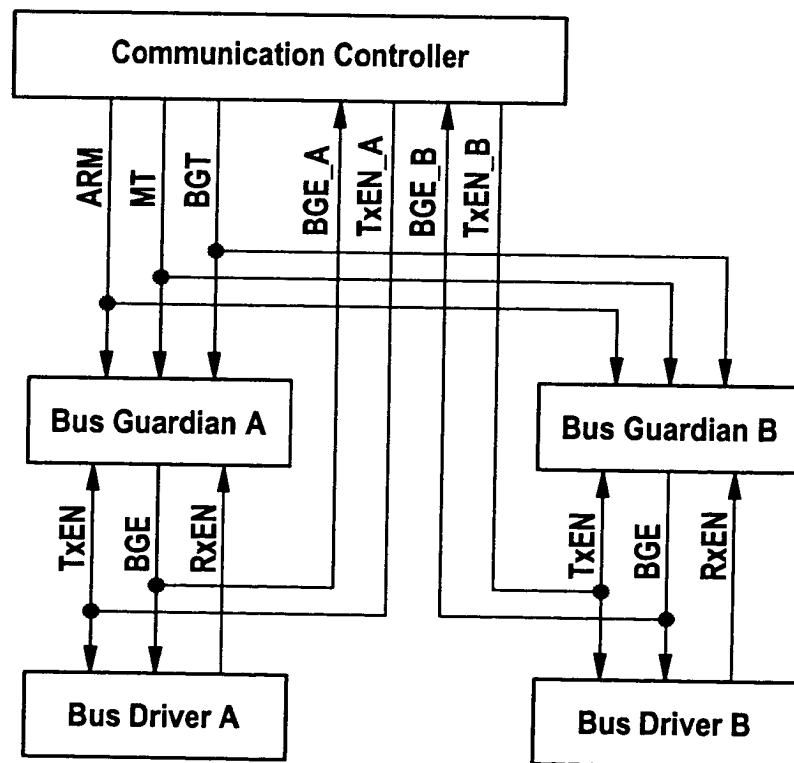 Communication Controller
ARM
MT
BGT
BGE_A
TxEN_A
BGE_B
TxEN_B
Bus Guardian A
Bus Guardian B
TxEN
BGE
RxEN
TxEN
BGE
RxEN
Bus Driver A
Bus Driver B